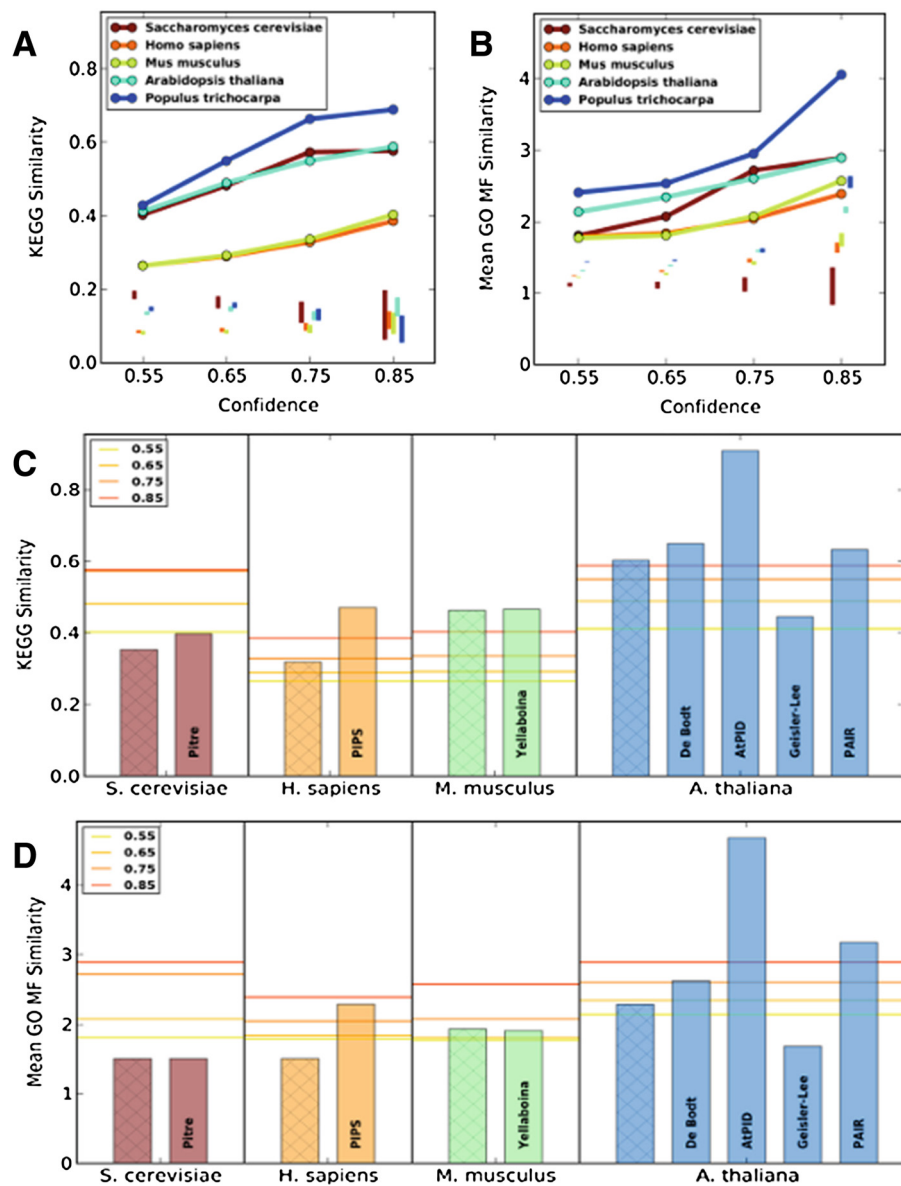 A
Saccharomyces cerevisiae
Homo sapiens
Mus musculus
Arabidopsis thaliana
Populus trichocarpa
KEGG Similarity
0.8
0.6
0.4
0.2
0.0
0.55 0.65 0.75 0.85
Confidence
B
Saccharomyces cerevisiae
Homo sapiens
Mus musculus
Arabidopsis thaliana
Populus trichocarpa
Mean GO MF Similarity
4
3
2
1
0
0.55 0.65 0.75 0.85
Confidence
C
0.55
0.65
0.75
0.85
KEGG Similarity
0.8
0.6
0.4
0.2
0.0
Pitre
PIPS
Yellaboina
De Bodt
AtPID
Geisler-Lee
PAIR
S. cerevisiae H. sapiens M. musculus A. thaliana
D
0.55
0.65
0.75
0.85
Mean GO MF Similarity
4
3
2
1
0
Pitre
PIPS
Yellaboina
De Bodt
AtPID
Geisler-Lee
PAIR
S. cerevisiae H. sapiens M. musculus A. thaliana